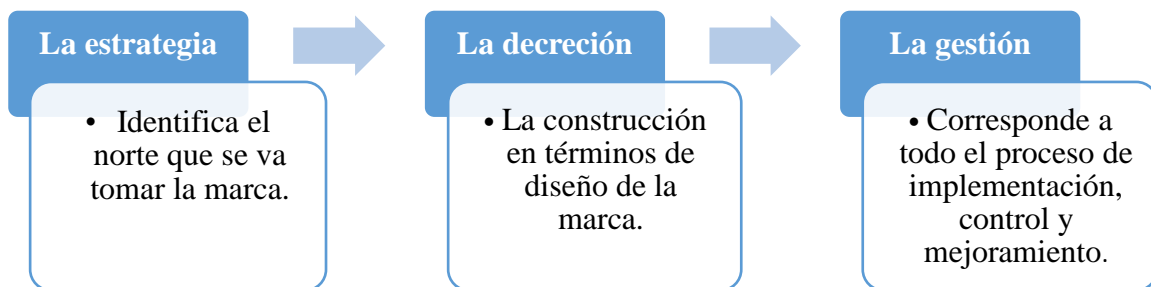 La estrategia
• Identifica el
norte que se va
tomar la marca.
La decreción
• La construcción
en términos de
diseño de la
marca.
La gestión
• Corresponde a
todo el proceso de
implementación,
control y
mejoramiento.